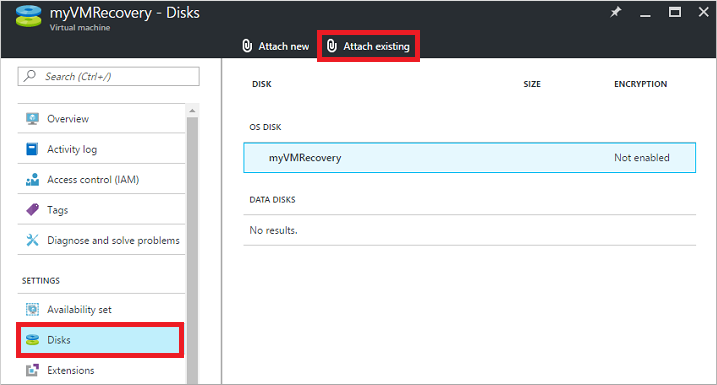 myVMRecovery - Disks
Virtual machine
Attach new
Attach existing
Search (Ctrl+/)
Overview
Activity log
Access control (IAM)
Tags
Diagnose and solve problems
SETTINGS
Availability set
Disks
Extensions
DISK SIZE ENCRYPTION
OS DISK
myVMRecovery Not enabled
DATA DISKS
No results.